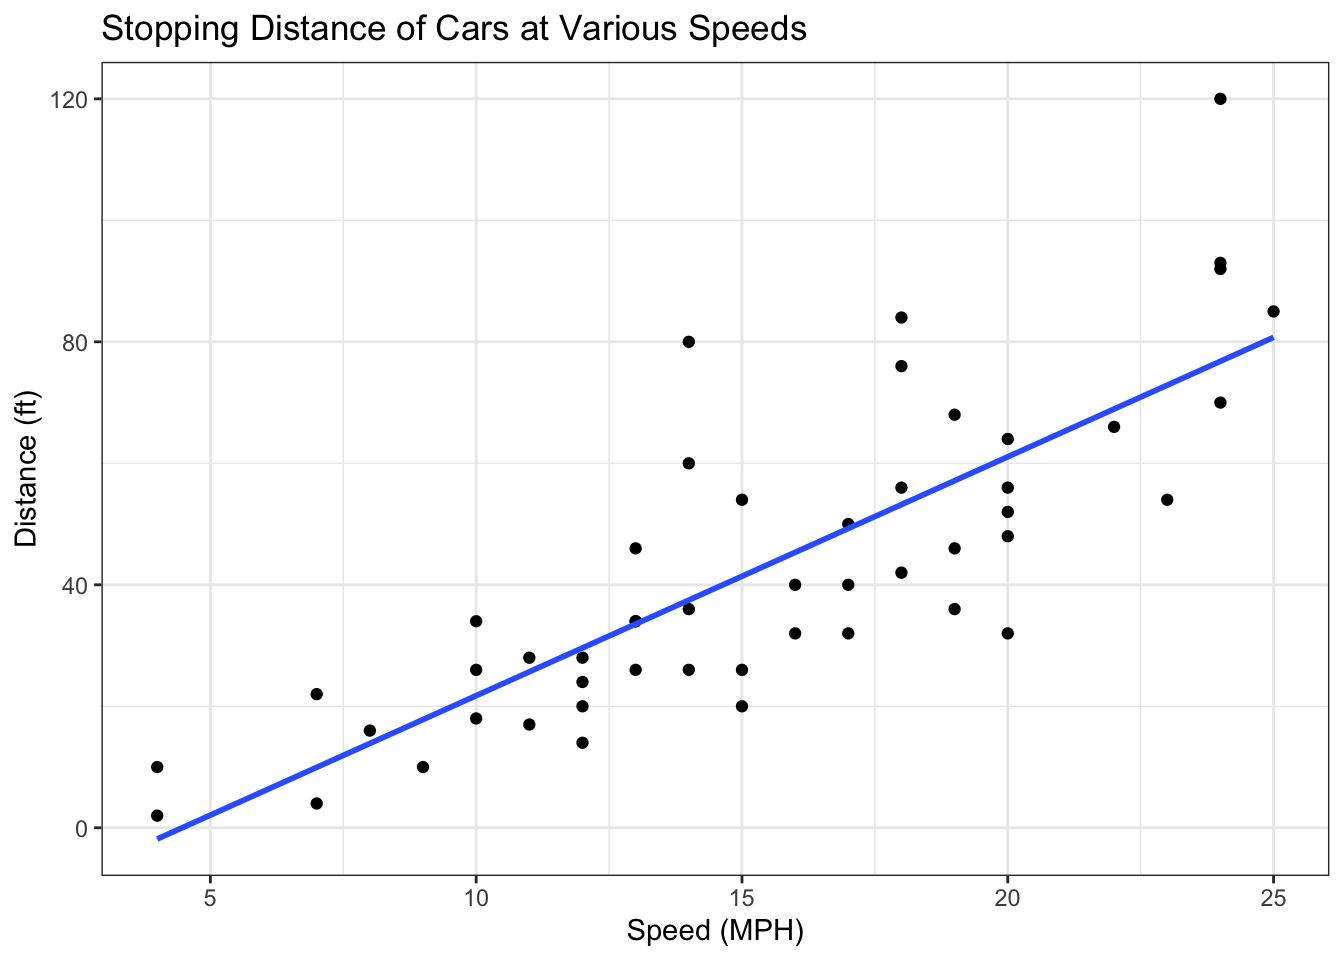 Stopping Distance of Cars at Various Speeds
120
80
40
0
Distance (ft)
5 10 15 20 25
Speed (MPH)